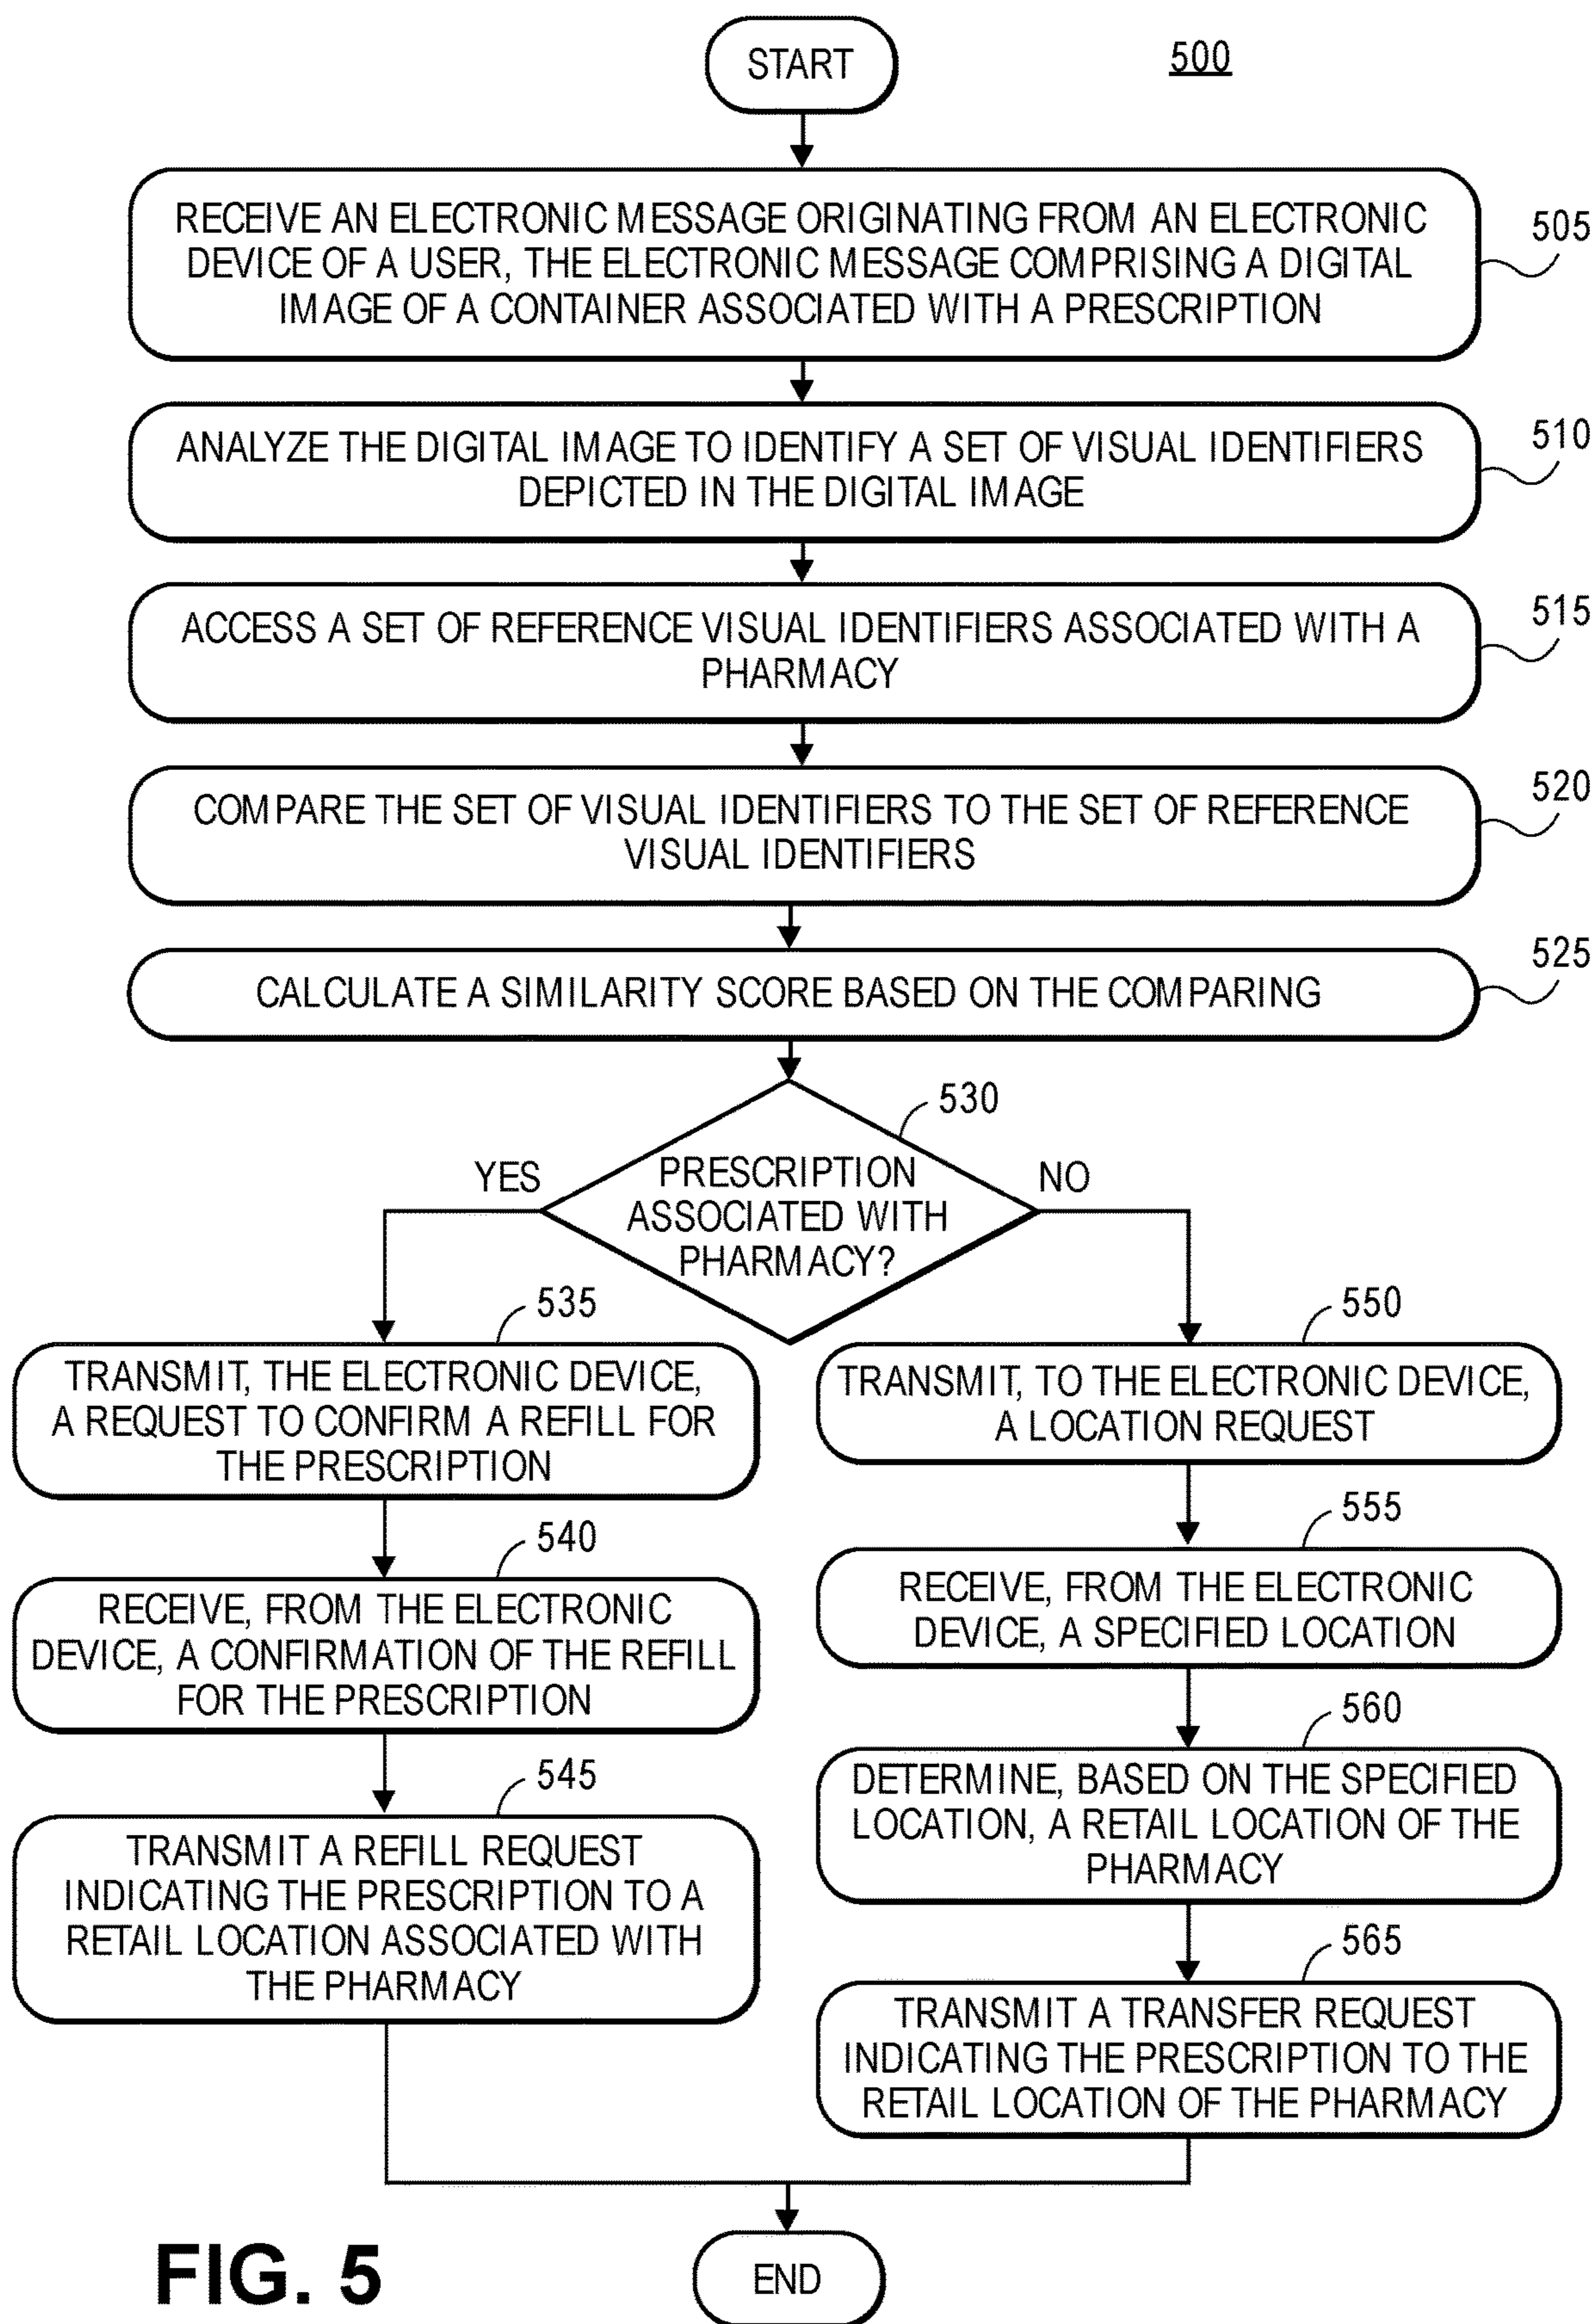 START
500
RECEIVE AN ELECTRONIC MESSAGE ORIGINATING FROM AN ELECTRONIC
DEVICE OF A USER, THE ELECTRONIC MESSAGE COMPRISING A DIGITAL
IMAGE OF A CONTAINER ASSOCIATED WITH A PRESCRIPTION
505
ANALYZE THE DIGITAL IMAGE TO IDENTIFY A SET OF VISUAL IDENTIFIERS
DEPICTED IN THE DIGITAL IMAGE
510
ACCESS A SET OF REFERENCE VISUAL IDENTIFIERS ASSOCIATED WITH A
PHARMACY
515
COMPARE THE SET OF VISUAL IDENTIFIERS TO THE SET OF REFERENCE
VISUAL IDENTIFIERS
520
CALCULATE A SIMILARITY SCORE BASED ON THE COMPARING
525
530
YES
PRESCRIPTION
ASSOCIATED WITH
PHARMACY?
NO
535
TRANSMIT, THE ELECTRONIC DEVICE,
A REQUEST TO CONFIRM A REFILL FOR
THE PRESCRIPTION
540
RECEIVE, FROM THE ELECTRONIC
DEVICE, A CONFIRMATION OF THE REFILL
FOR THE PRESCRIPTION
545
TRANSMIT A REFILL REQUEST
INDICATING THE PRESCRIPTION TO A
RETAIL LOCATION ASSOCIATED WITH
THE PHARMACY
550
TRANSMIT, TO THE ELECTRONIC DEVICE,
A LOCATION REQUEST
555
RECEIVE, FROM THE ELECTRONIC
DEVICE, A SPECIFIED LOCATION
560
DETERMINE, BASED ON THE SPECIFIED
LOCATION, A RETAIL LOCATION OF THE
PHARMACY
565
TRANSMIT A TRANSFER REQUEST
INDICATING THE PRESCRIPTION TO THE
RETAIL LOCATION OF THE PHARMACY
END
FIG. 5